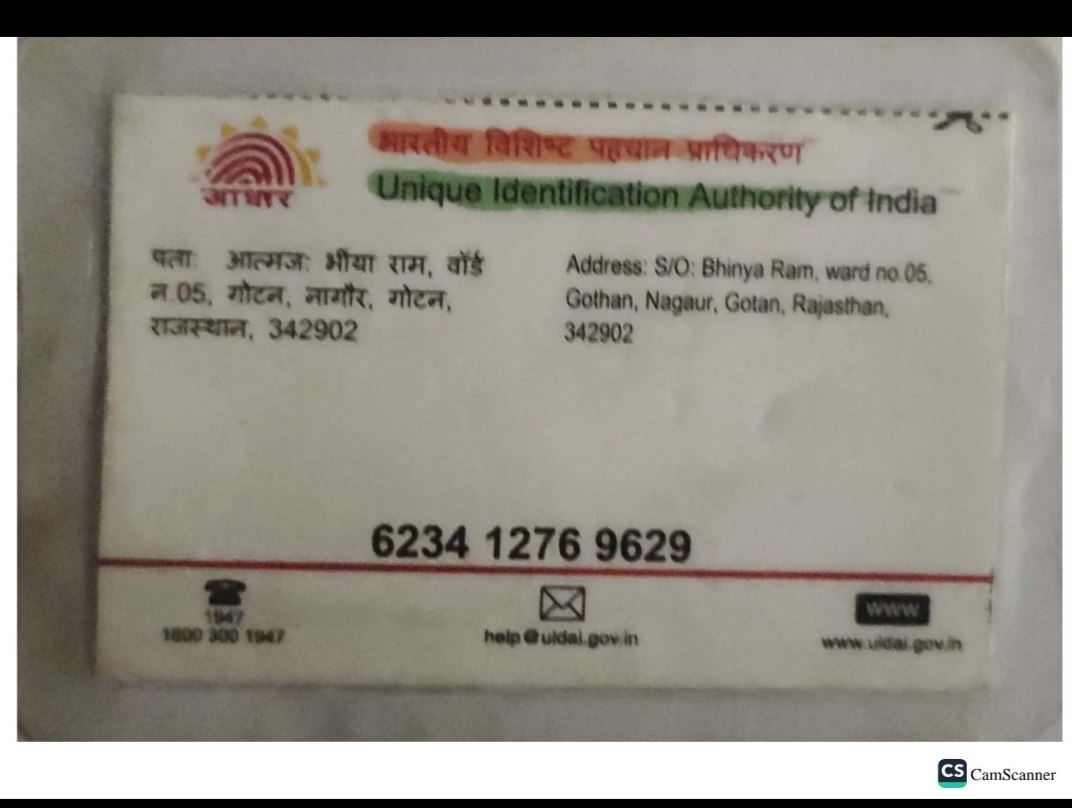 आधार
भारतीय विशिष्ट पहचान प्राधिकरण
Unique Identification Authority of India
पता: आत्मज: भीया राम, वॉर्ड
न.05, गोटन, नागौर, गोटन,
राजस्थान, 342902
Address: S/O: Bhinya Ram, ward no.05,
Gothan, Nagaur, Gotan, Rajasthan,
342902
6234 1276 9629
1947
1800 300 1947
help@uidai.gov.in
www
www.uidai.gov.in
CS CamScanner